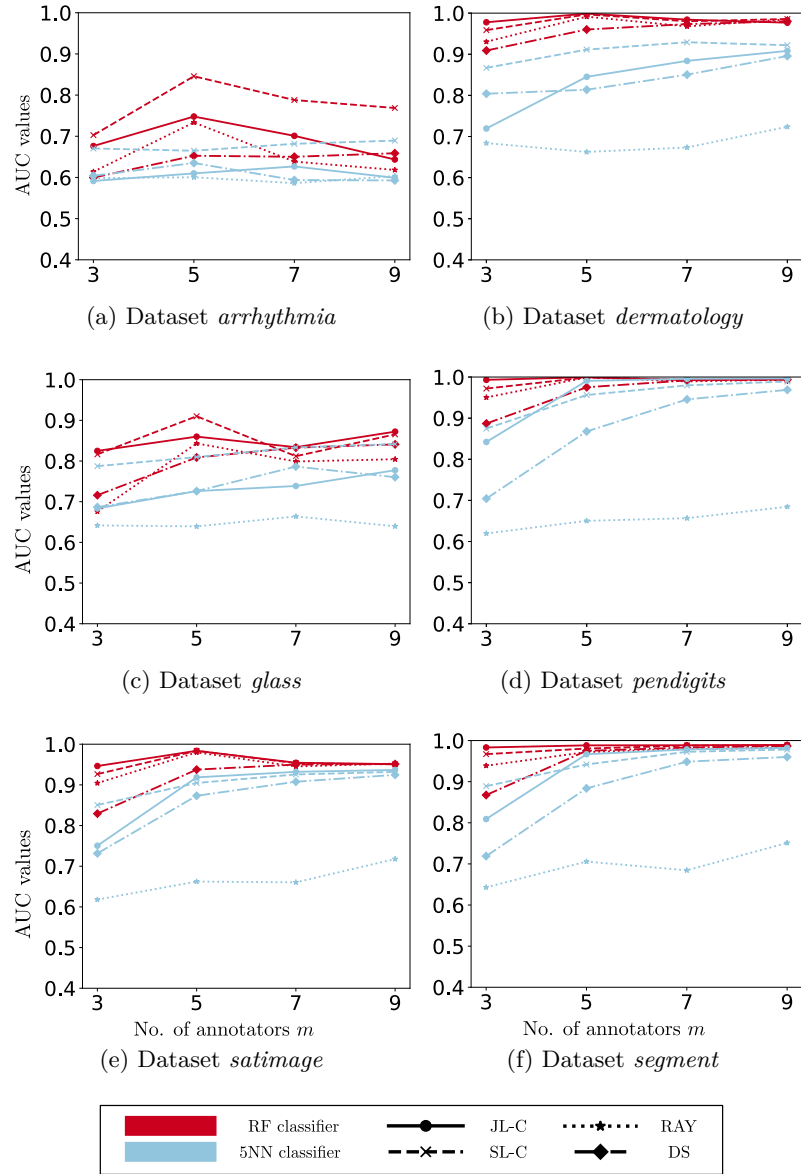 1.0
0.9
0.8
0.7
0.6
0.5
0.4
AUC values
3 5 7 9
(a) Dataset arrhythmia
1.0
0.9
0.8
0.7
0.6
0.5
0.4
3 5 7 9
(b) Dataset dermatology
1.0
0.9
0.8
0.7
0.6
0.5
0.4
AUC values
3 5 7 9
(c) Dataset glass
1.0
0.9
0.8
0.7
0.6
0.5
0.4
3 5 7 9
(d) Dataset pendigits
1.0
0.9
0.8
0.7
0.6
0.5
0.4
AUC values
3 5 7 9
No. of annotators m
(e) Dataset satimage
1.0
0.9
0.8
0.7
0.6
0.5
0.4
3 5 7 9
No. of annotators m
(f) Dataset segment
RF classifier JL-C RAY
5NN classifier SL-C DS